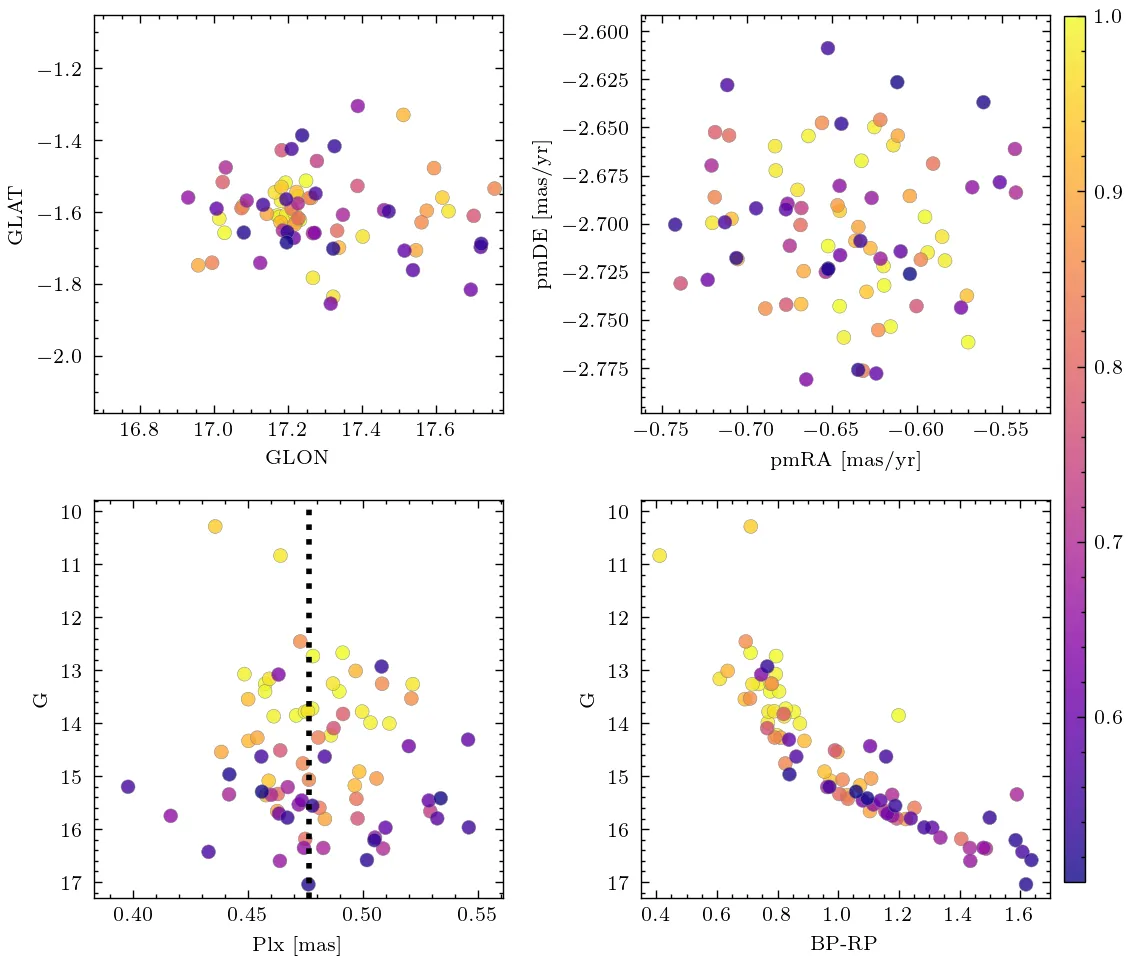 −1.2
−1.4
−1.6
−1.8
−2.0
GLAT
16.8 17.0 17.2 17.4 17.6
GLON
−2.600
−2.625
−2.650
−2.675
−2.700
−2.725
−2.750
−2.775
pmDE [mas/yr]
−0.75 −0.70 −0.65 −0.60 −0.55
pmRA [mas/yr]
1.0
0.9
0.8
0.7
0.6
10
11
12
13
14
15
16
17
G
0.40 0.45 0.50 0.55
Plx [mas]
10
11
12
13
14
15
16
17
G
0.4 0.6 0.8 1.0 1.2 1.4 1.6
BP-RP